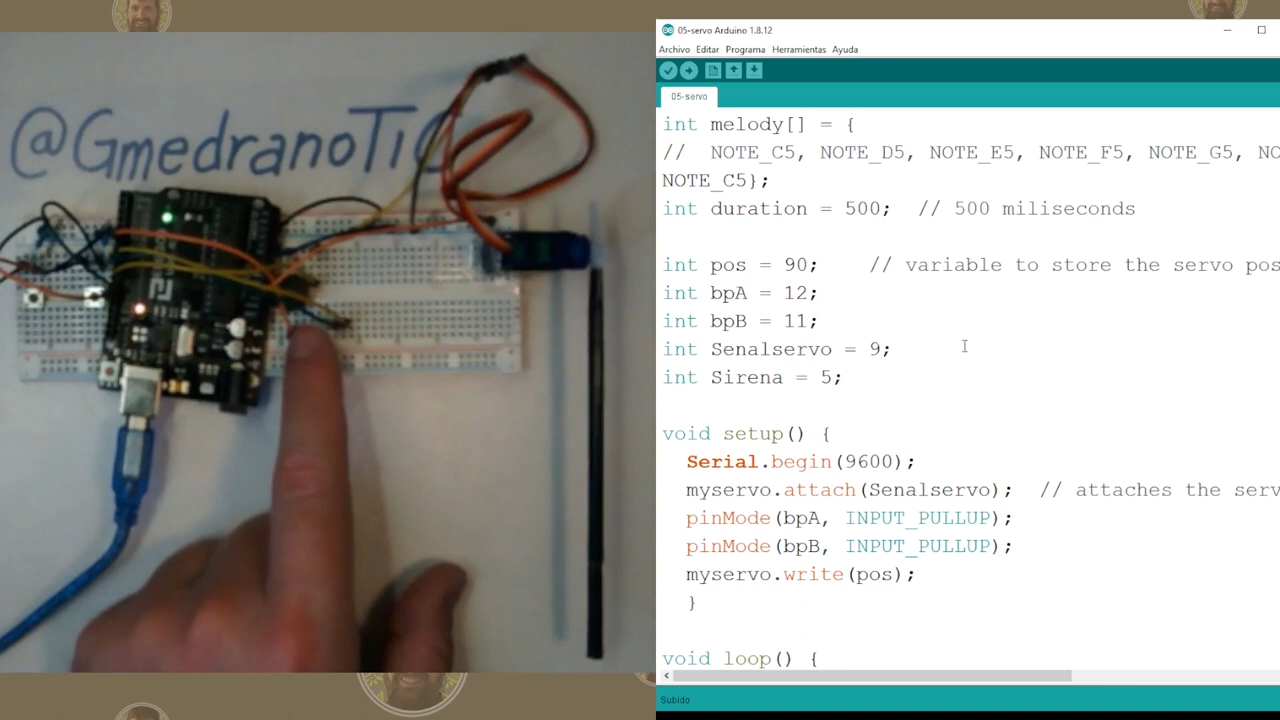 @GmedranoTIC
05-servo Arduino 1.8.12
Archivo Editar Programa Herramientas Ayuda
05-servo
int melody[] = {
// NOTE_C5, NOTE_D5, NOTE_E5, NOTE_F5, NOTE_G5, NO
NOTE_C5};
int duration = 500; // 500 miliseconds
int pos = 90; // variable to store the servo pos
int bpA = 12;
int bpB = 11;
int Senalservo = 9;
int Sirena = 5;
void setup() {
Serial.begin(9600);
myservo.attach(Senalservo); // attaches the serv
pinMode(bpA, INPUT_PULLUP);
pinMode(bpB, INPUT_PULLUP);
myservo.write(pos);
}
void loop() {
Subido